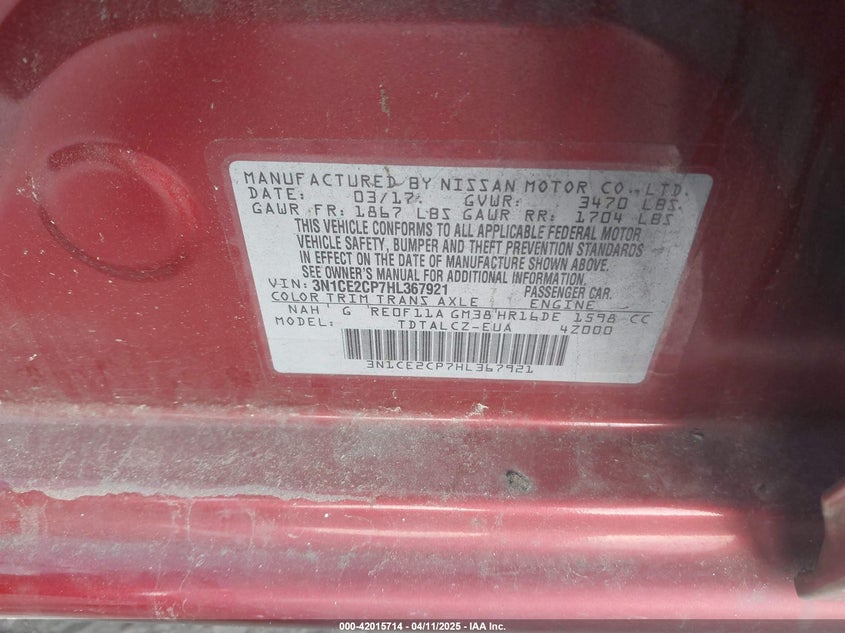 MANUFACTURED BY NISSAN MOTOR CO., LTD.
DATE: 03/17 GVWR: 3470 LBS
GAWR FR: 1867 LBS GAWR RR: 1704 LBS
THIS VEHICLE CONFORMS TO ALL APPLICABLE FEDERAL MOTOR
VEHICLE SAFETY, BUMPER AND THEFT PREVENTION STANDARDS
IN EFFECT ON THE DATE OF MANUFACTURE SHOWN ABOVE.
SEE OWNER'S MANUAL FOR ADDITIONAL INFORMATION.
VIN: 3N1CE2CP7HL367921 PASSENGER CAR.
COLOR TRIM TRANS AXLE ENGINE
NAH G RE0F11A GM38 HR16DE 1598 CC
MODEL: TDTALCZ-EUA 4Z000
3N1CE2CP7HL367921
000-42015714 - 04/11/2025 - IAA Inc.